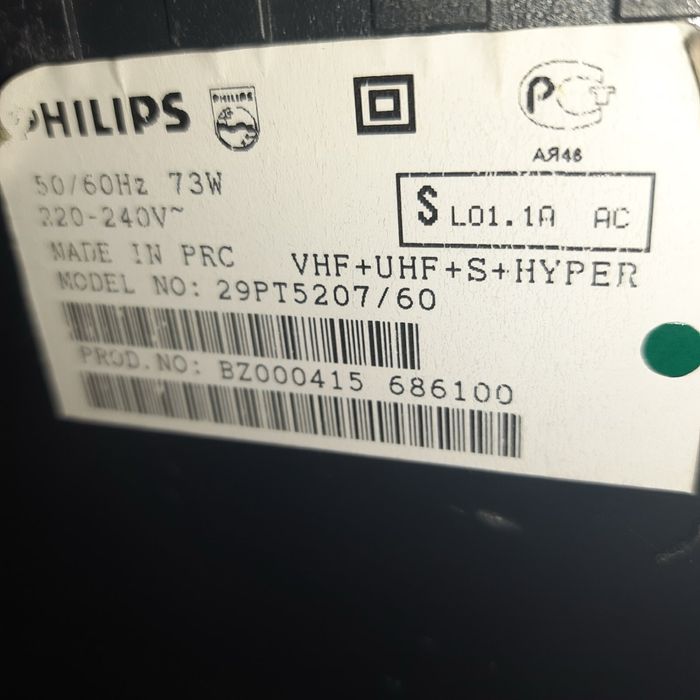 PHILIPS
PHILIPS
50/60Hz 73W
220-240V~
MADE IN PRC
АЯ46
S L01.1A AC
VHF+UHF+S+HYPER
MODEL NO: 29PT5207/60
PROD.NO: BZ000415 686100